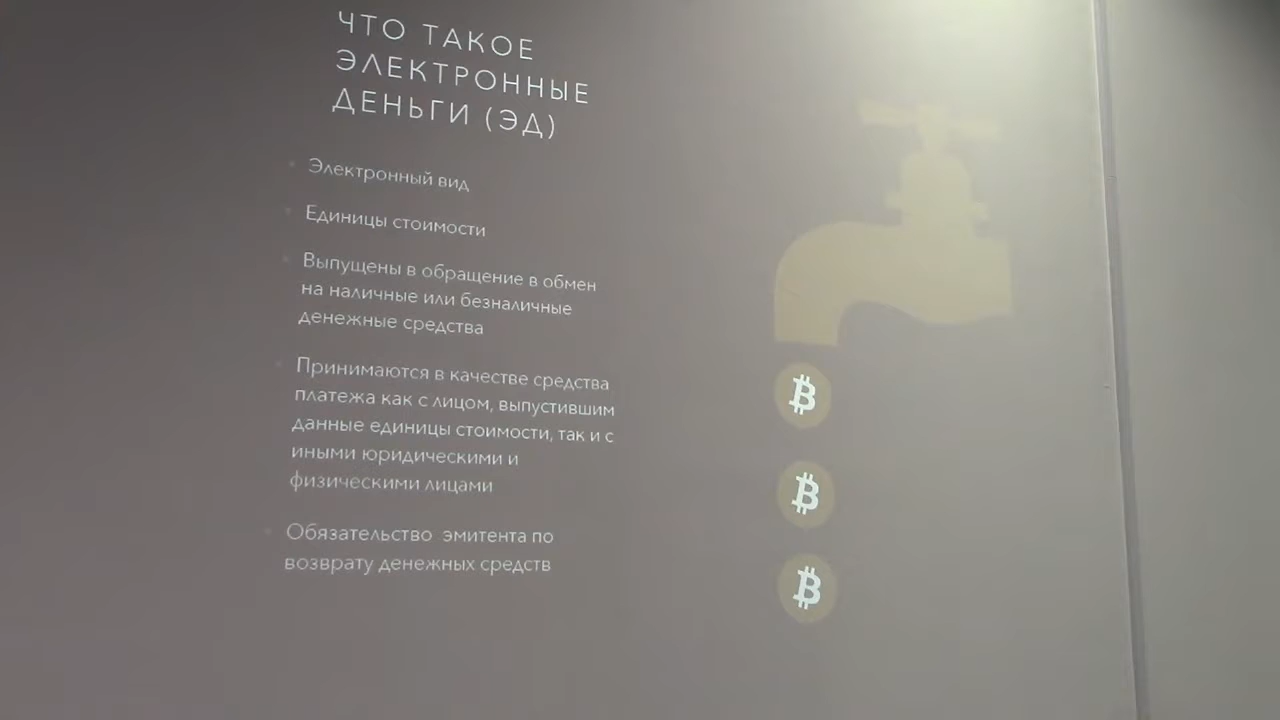 ЧТО ТАКОЕ
ЭЛЕКТРОННЫЕ
ДЕНЬГИ (ЭД)
Электронный вид
Единицы стоимости
Выпущены в обращение в обмен
на наличные или безналичные
денежные средства
Принимаются в качестве средства
платежа как с лицом, выпустившим
данные единицы стоимости, так и с
иными юридическими и
физическими лицами
Обязательство эмитента по
возврату денежных средств